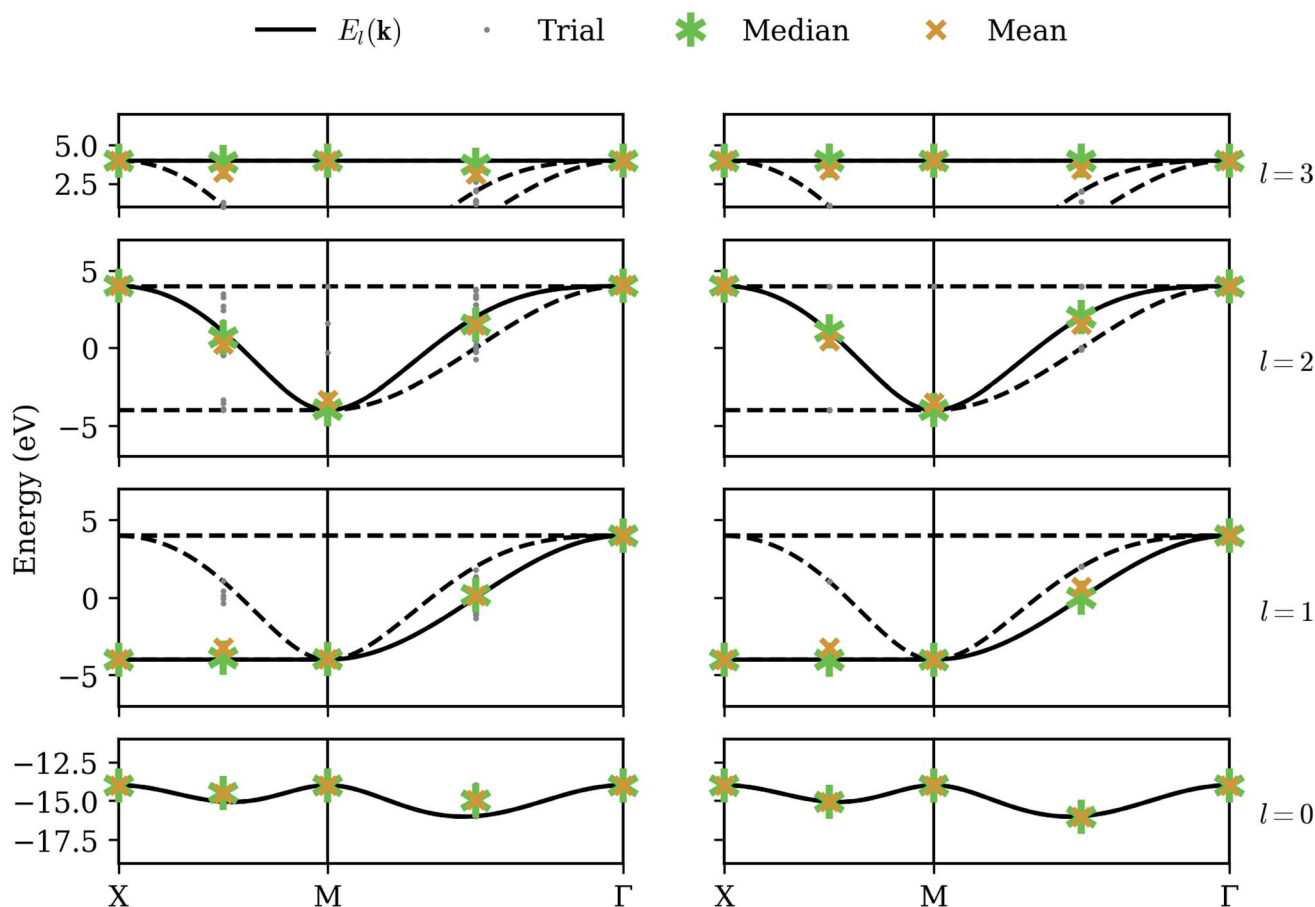 E_l(k) Trial Median Mean
5.0
2.5
X M Γ
X M Γ
l = 3
5
0
−5
l = 2
Energy (eV)
5
0
−5
l = 1
−12.5
−15.0
−17.5
l = 0
X M Γ
X M Γ